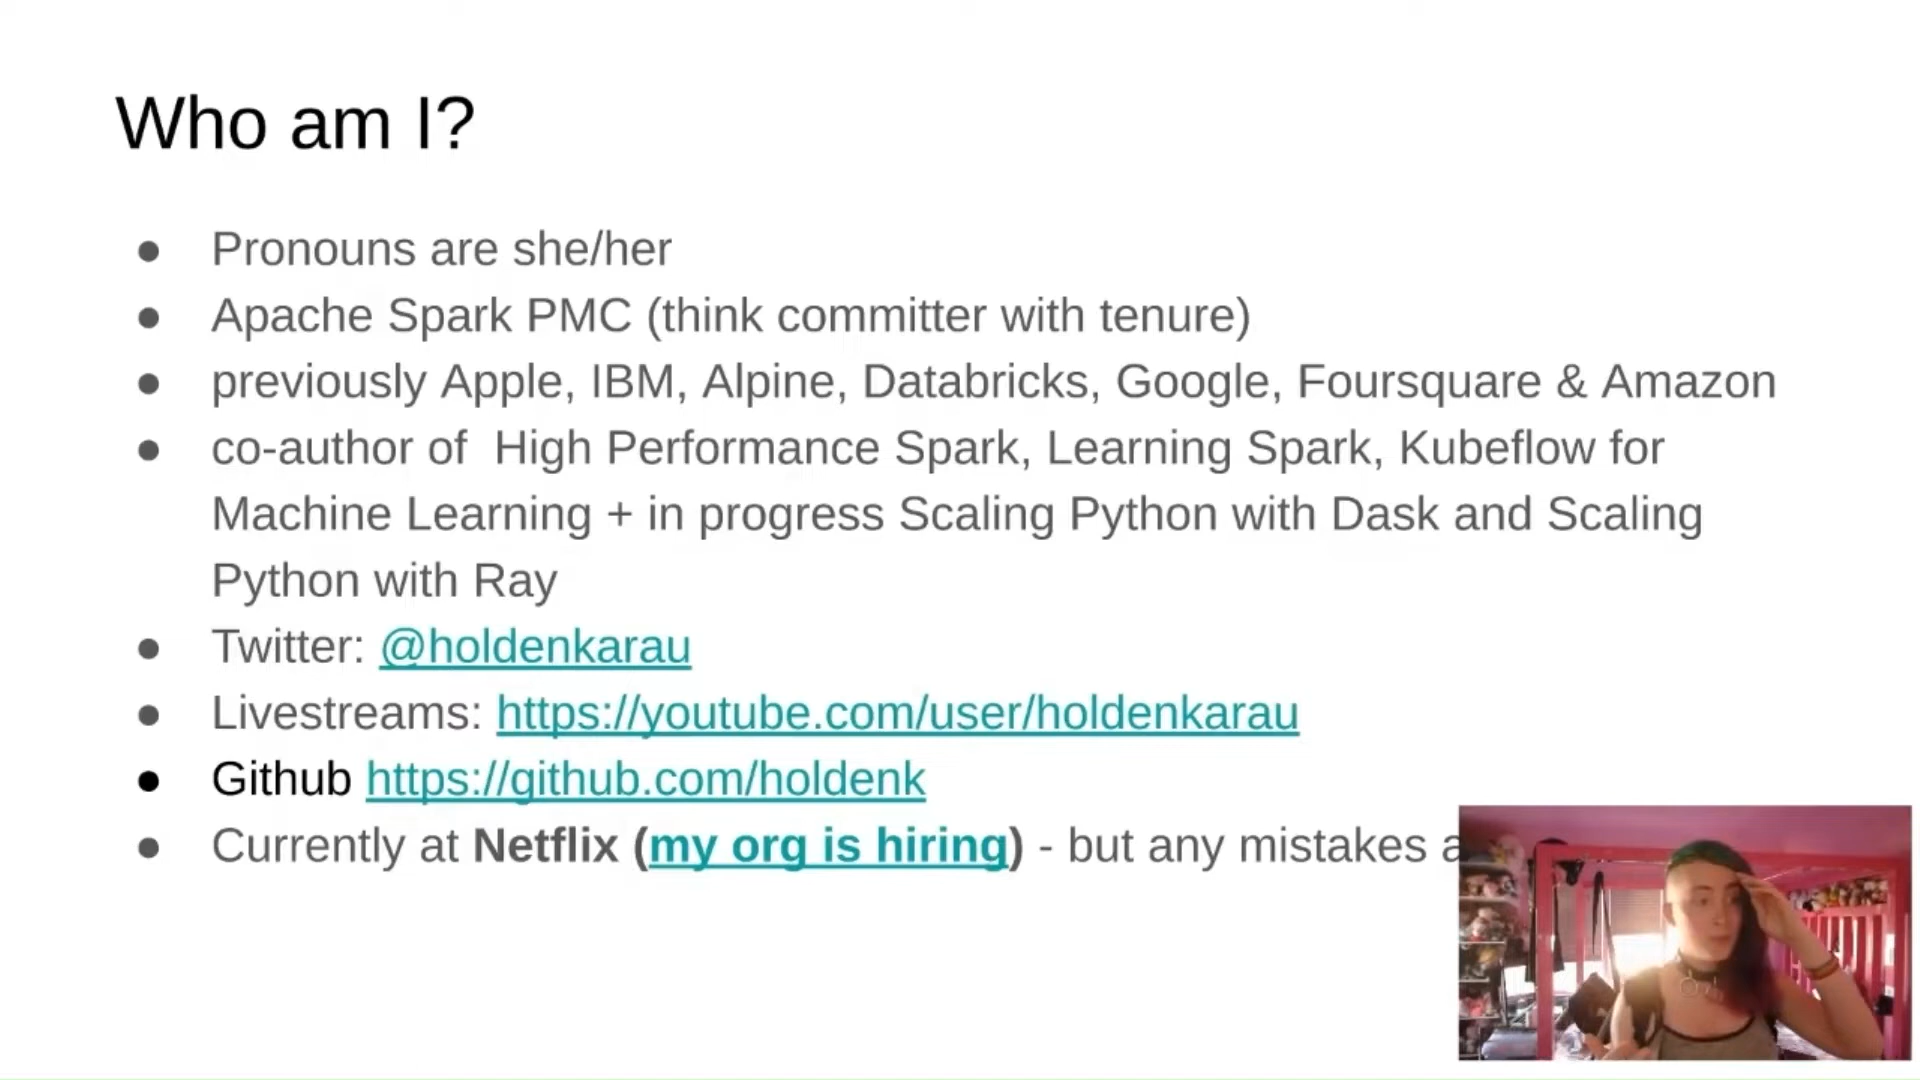 Who am I?
● Pronouns are she/her
● Apache Spark PMC (think committer with tenure)
● previously Apple, IBM, Alpine, Databricks, Google, Foursquare & Amazon
● co-author of  High Performance Spark, Learning Spark, Kubeflow for
Machine Learning + in progress Scaling Python with Dask and Scaling
Python with Ray
● Twitter: @holdenkarau
● Livestreams: https://youtube.com/user/holdenkarau
● Github https://github.com/holdenk
● Currently at Netflix (my org is hiring) - but any mistakes